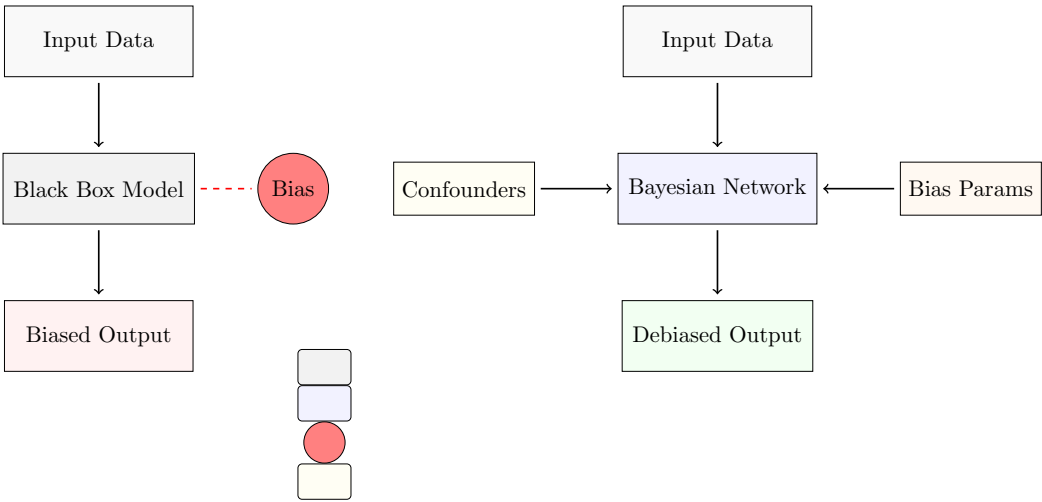 Input Data
Input Data
Black Box Model
Bias
Confounders
Bayesian Network
Bias Params
Biased Output
Debiased Output